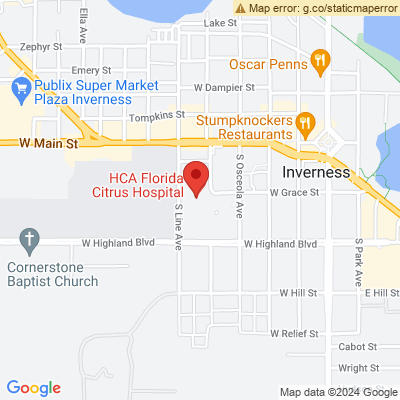 Map error: g.co/staticmaperror
Lake St
Ella Ave
Zephyr St
Oscar Penns
Emery St
Publix Super Market
Plaza Inverness
W Dampier St
Tompkins St
Stumpknockers
Restaurants
W Main St
HCA Florida
Citrus Hospital
S Osceola Ave
Inverness
W Grace St
S Line Ave
W Highland Blvd
W Highland Blvd
S Park Ave
Cornerstone
Baptist Church
W Hill St
E Hill St
W Relief St
Cabot St
Wright St
Google
Map data ©2024 Google